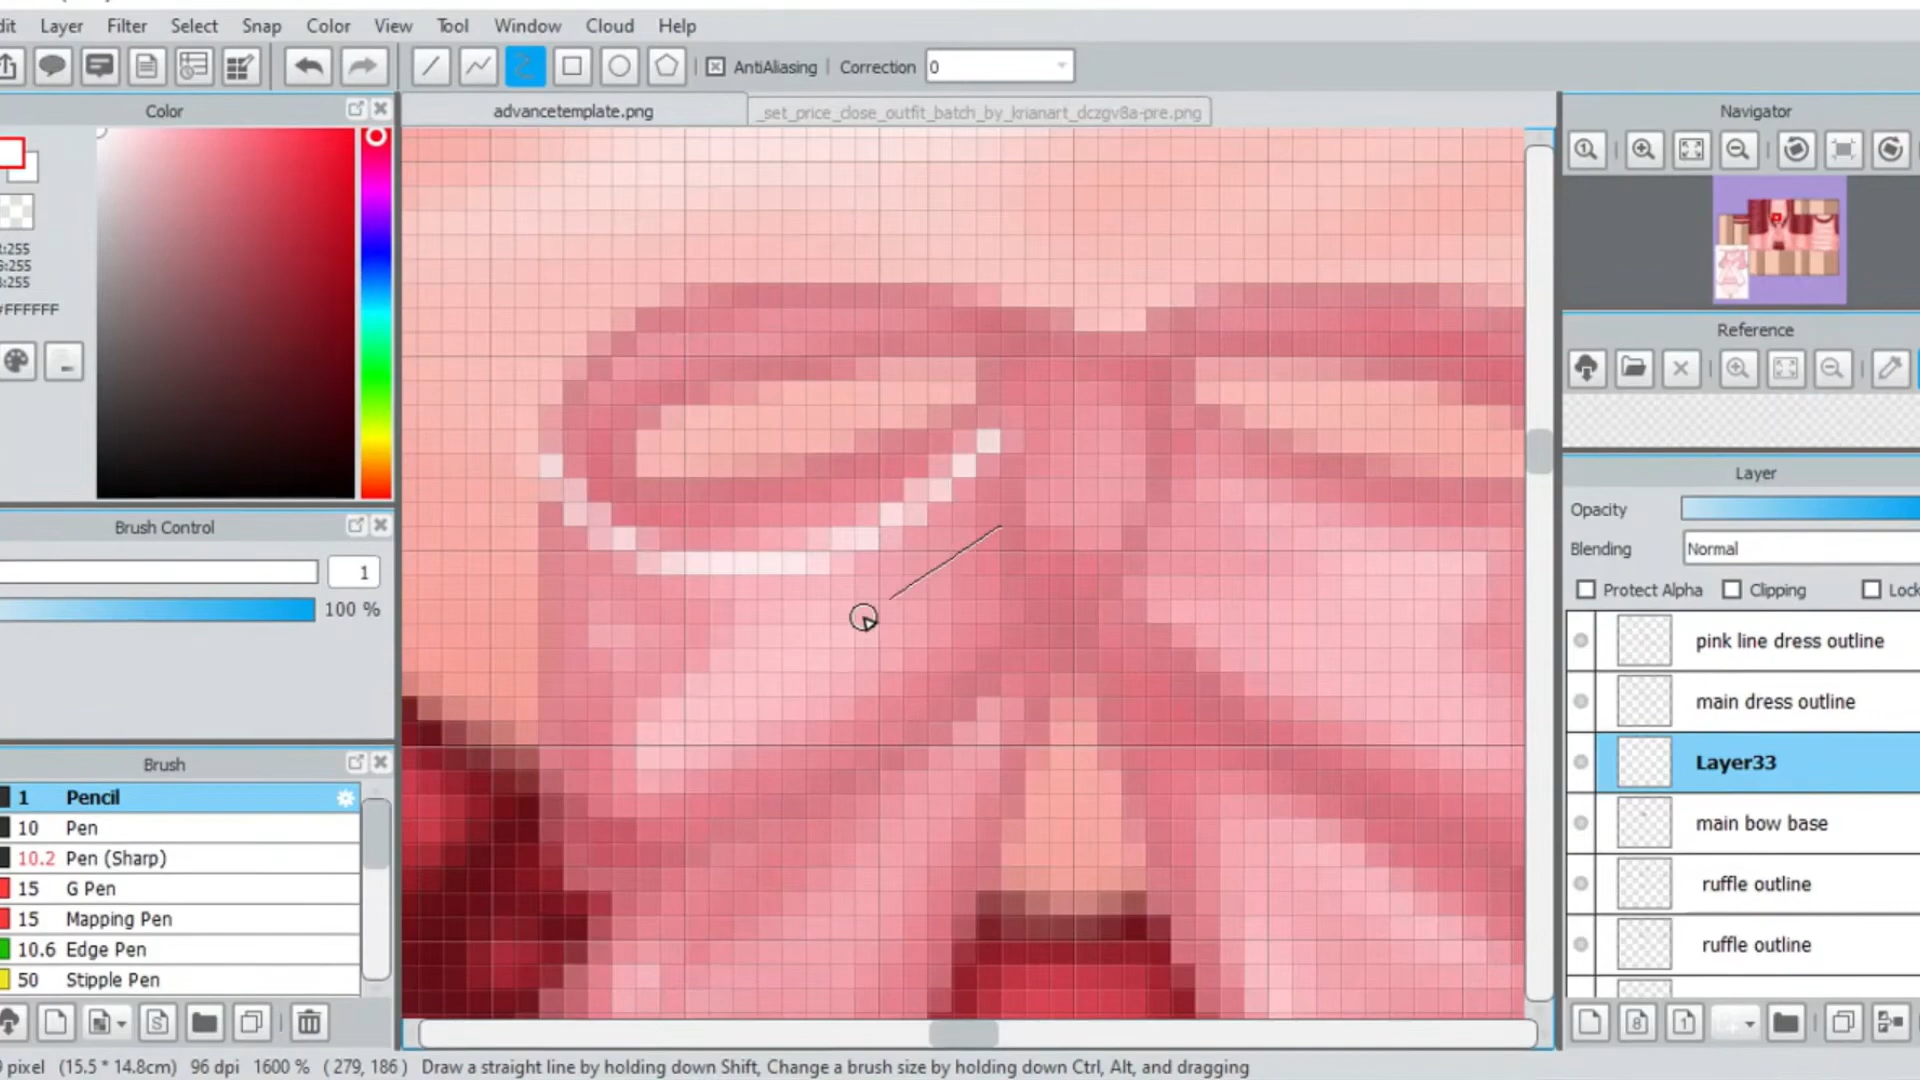 dit Layer Filter Select Snap Color View Tool Window Cloud Help
AntiAliasing Correction 0
Color
advancetemplate.png
_set_price_close_outfit_batch_by_krianart_dczgv8a-pre.png
Navigator
:255
:255
:255
#FFFFFF
Reference
Brush Control
1
100 %
Layer
Opacity
Blending Normal
Protect Alpha Clipping Lock
pink line dress outline
main dress outline
Layer33
main bow base
ruffle outline
ruffle outline
Brush
1 Pencil
10 Pen
10.2 Pen (Sharp)
15 G Pen
15 Mapping Pen
10.6 Edge Pen
50 Stipple Pen
S
8
1
pixel (15.5 * 14.8cm) 96 dpi 1600 % ( 279, 186 ) Draw a straight line by holding down Shift, Change a brush size by holding down Ctrl, Alt, and dragging